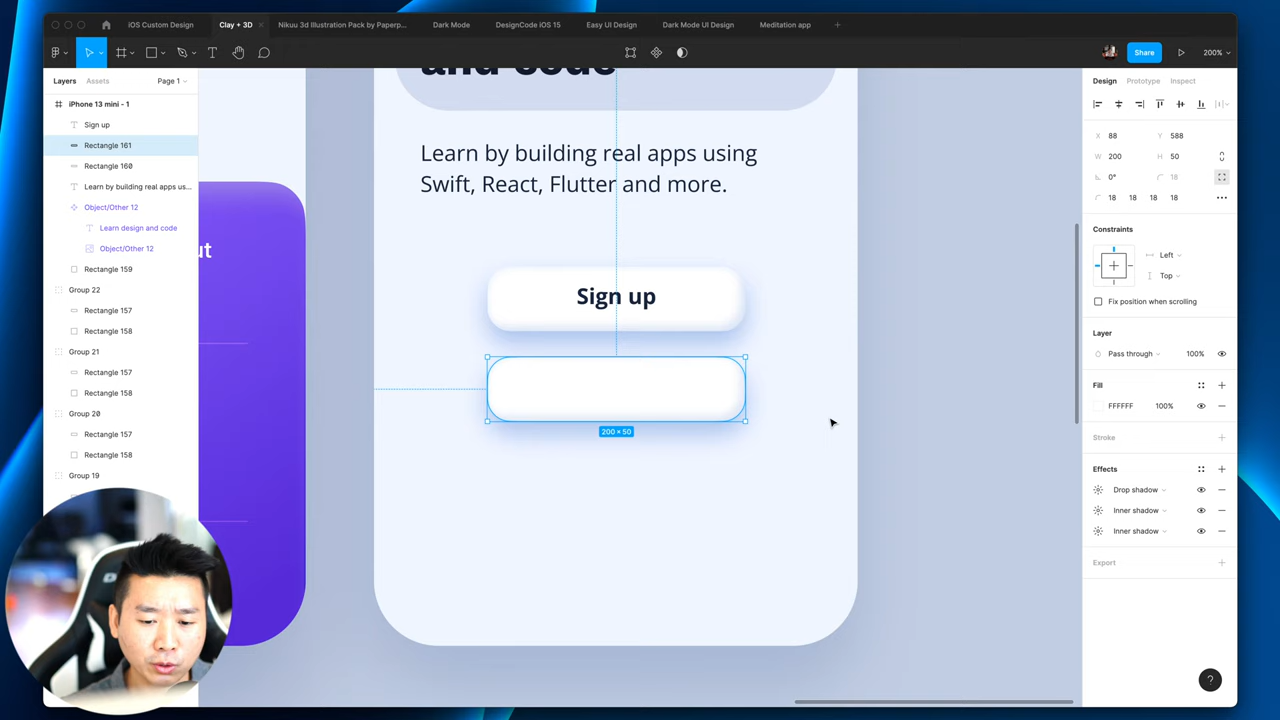 iOS Custom Design
Clay + 3D
Nikuu 3d Illustration Pack by Paperp...
Dark Mode
DesignCode iOS 15
Easy UI Design
Dark Mode UI Design
Meditation app
Share
200%
Layers
Assets
Page 1
iPhone 13 mini - 1
Sign up
Rectangle 161
Rectangle 160
Learn by building real apps us...
Object/Other 12
Learn design and code
Object/Other 12
Rectangle 159
Group 22
Rectangle 157
Rectangle 158
Group 21
Rectangle 157
Rectangle 158
Group 20
Rectangle 157
Rectangle 158
Group 19
ut
and code
Learn by building real apps using
Swift, React, Flutter and more.
Sign up
200 × 50
Design
Prototype
Inspect
X 88
Y 588
W 200
H 50
0°
18
18 18 18 18
Constraints
Left
Top
Fix position when scrolling
Layer
Pass through
100%
Fill
FFFFFF
100%
Stroke
Effects
Drop shadow
Inner shadow
Inner shadow
Export
?